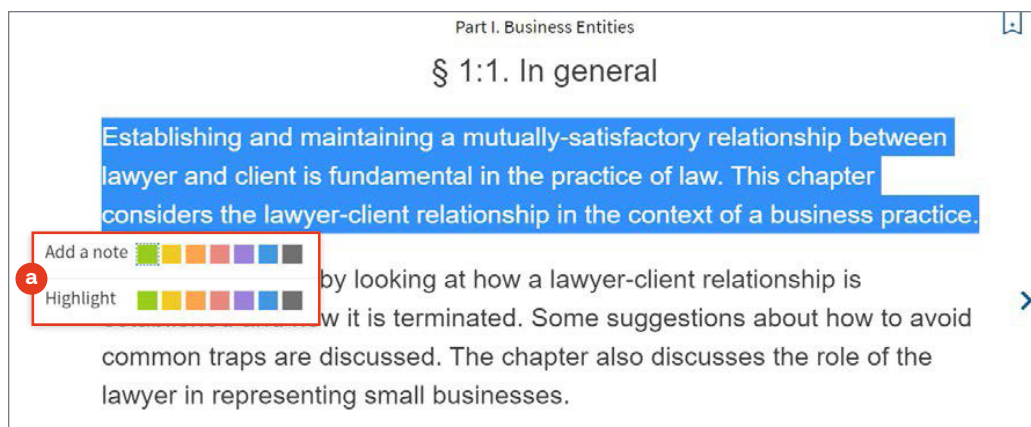 Part I. Business Entities
§ 1:1. In general
Establishing and maintaining a mutually-satisfactory relationship between
lawyer and client is fundamental in the practice of law. This chapter
considers the lawyer-client relationship in the context of a business practice.
Add a note
a
Highlight
by looking at how a lawyer-client relationship is
it is terminated. Some suggestions about how to avoid
common traps are discussed. The chapter also discusses the role of the
lawyer in representing small businesses.